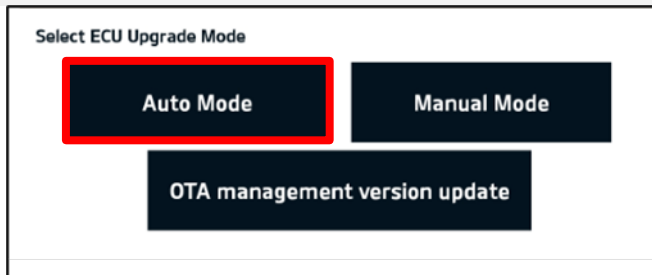 Select ECU Upgrade Mode
Auto Mode
Manual Mode
OTA management version update